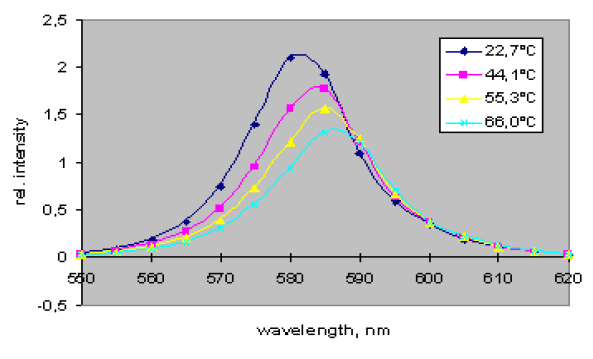 2,5
2
1,5
1
0,5
0
-0,5
rel. intensity
22,7°C
44,1°C
55,3°C
66,0°C
550 560 570 580 590 600 610 620
wavelength, nm